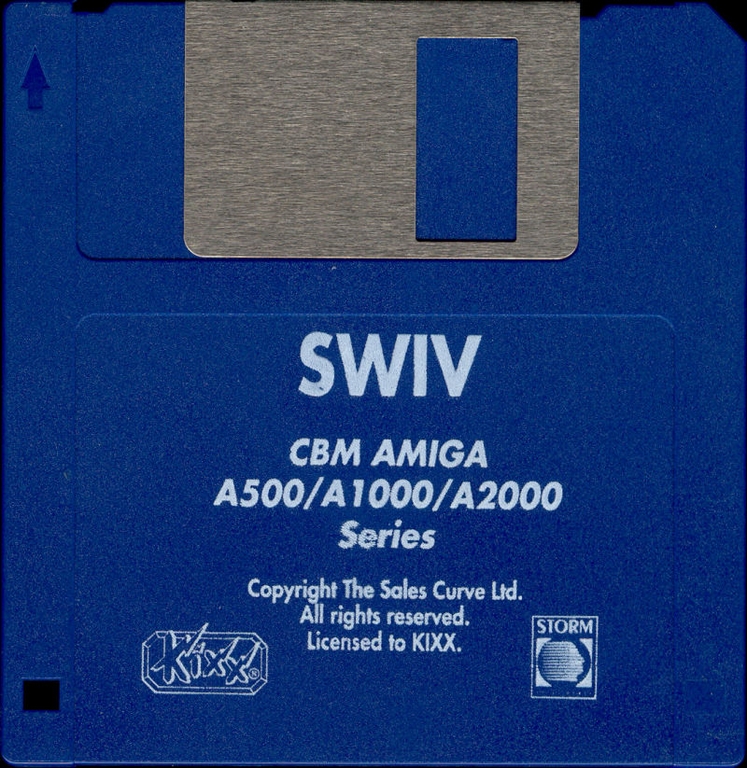 SWIV
CBM AMIGA
A500/A1000/A2000
Series
Copyright The Sales Curve Ltd.
All rights reserved.
Licensed to KIXX.
Kixx®
STORM